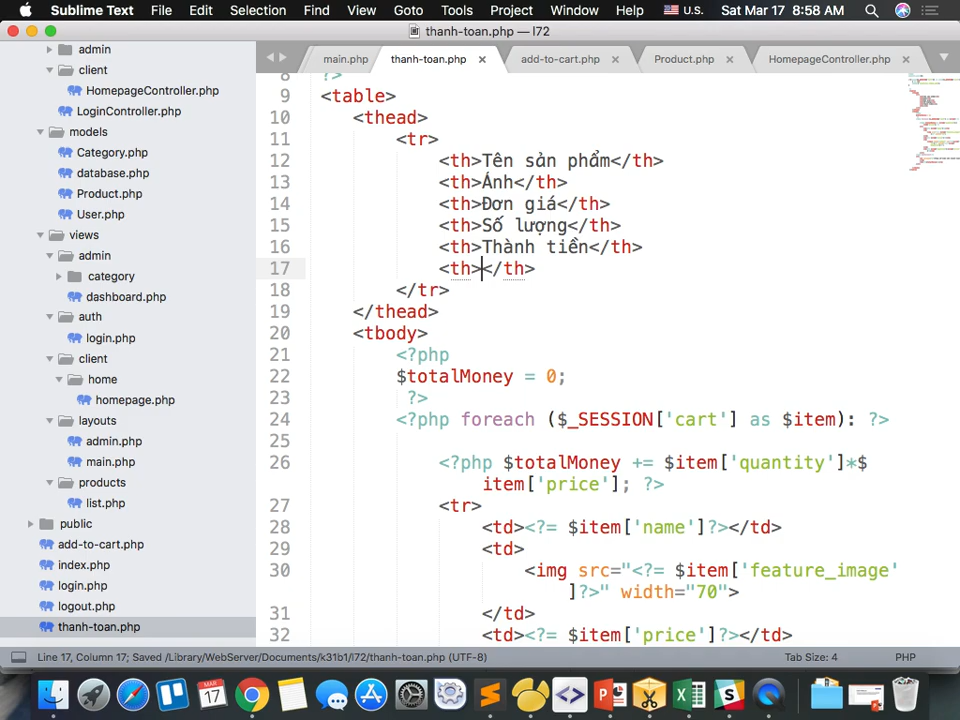 Sublime Text File Edit Selection Find View Goto Tools Project Window Help U.S. Sat Mar 17 8:58 AM
thanh-toan.php — l72
main.php thanh-toan.php add-to-cart.php Product.php HomepageController.php
admin
client
HomepageController.php
LoginController.php
models
Category.php
database.php
Product.php
User.php
views
admin
category
dashboard.php
auth
login.php
client
home
homepage.php
layouts
admin.php
main.php
products
list.php
public
add-to-cart.php
index.php
login.php
logout.php
thanh-toan.php
8 ?>
9 <table>
10 <thead>
11 <tr>
12 <th>Tên sản phẩm</th>
13 <th>Ảnh</th>
14 <th>Đơn giá</th>
15 <th>Số lượng</th>
16 <th>Thành tiền</th>
17 <th></th>
18 </tr>
19 </thead>
20 <tbody>
21 <?php
22 $totalMoney = 0;
23 ?>
24 <?php foreach ($_SESSION['cart'] as $item): ?>
25
26 <?php $totalMoney += $item['quantity']*$
item['price']; ?>
27 <tr>
28 <td><?= $item['name']?></td>
29 <td>
30 <img src="<?= $item['feature_image'
]?>" width="70">
31 </td>
32 <td><?= $item['price']?></td>
Line 17, Column 17; Saved /Library/WebServer/Documents/k31b1/l72/thanh-toan.php (UTF-8) Tab Size: 4 PHP
MAR
17